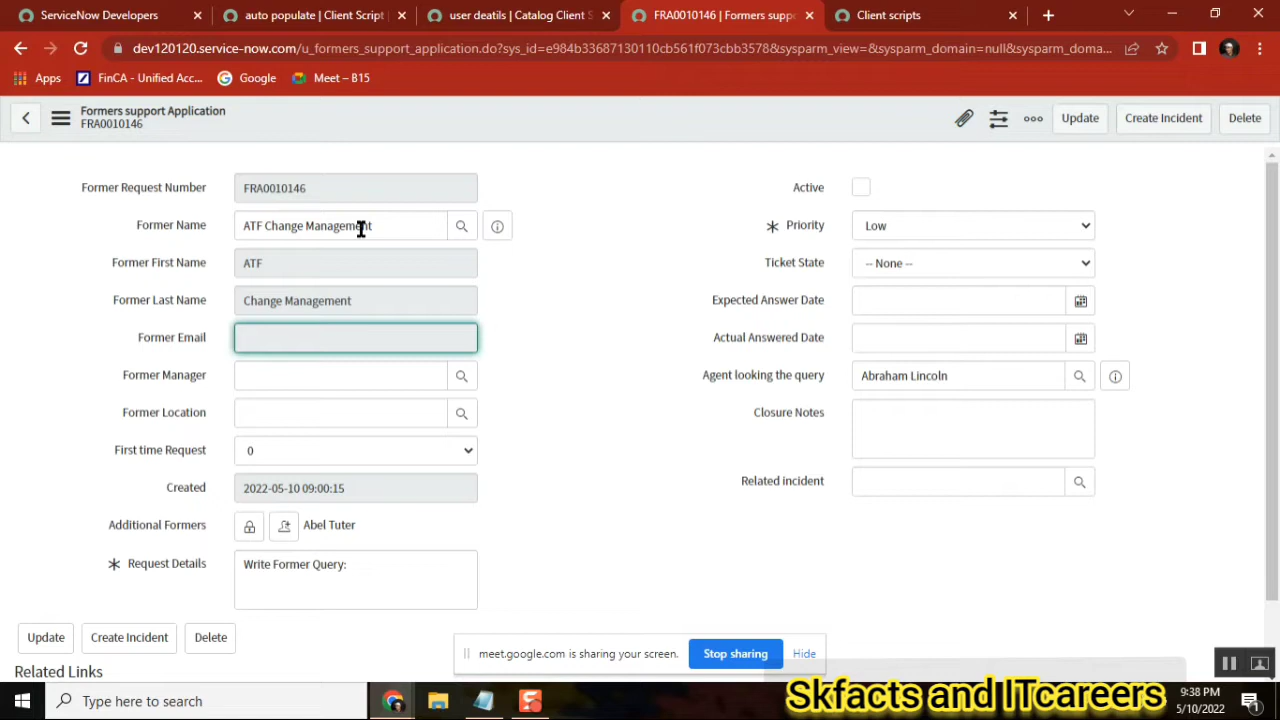 ServiceNow Developers
auto populate | Client Script
user deatils | Catalog Client S
FRA0010146 | Formers suppo
Client scripts
dev120120.service-now.com/u_formers_support_application.do?sys_id=e984b33687130110cb561f073cbb3578&sysparm_view=&sysparm_domain=null&sysparm_doma...
Apps
FinCA - Unified Acc...
Google
Meet – B15
Formers support Application
FRA0010146
Update
Create Incident
Delete
Former Request Number
FRA0010146
Former Name
ATF Change Management
Former First Name
ATF
Former Last Name
Change Management
Former Email
Former Manager
Former Location
First time Request
0
Created
2022-05-10 09:00:15
Additional Formers
Abel Tuter
Request Details
Write Former Query:
Active
Priority
Low
Ticket State
-- None --
Expected Answer Date
Actual Answered Date
Agent looking the query
Abraham Lincoln
Closure Notes
Related incident
Update
Create Incident
Delete
Related Links
meet.google.com is sharing your screen.
Stop sharing
Hide
Type here to search
Skfacts and ITcareers
9:38 PM
5/10/2022
1